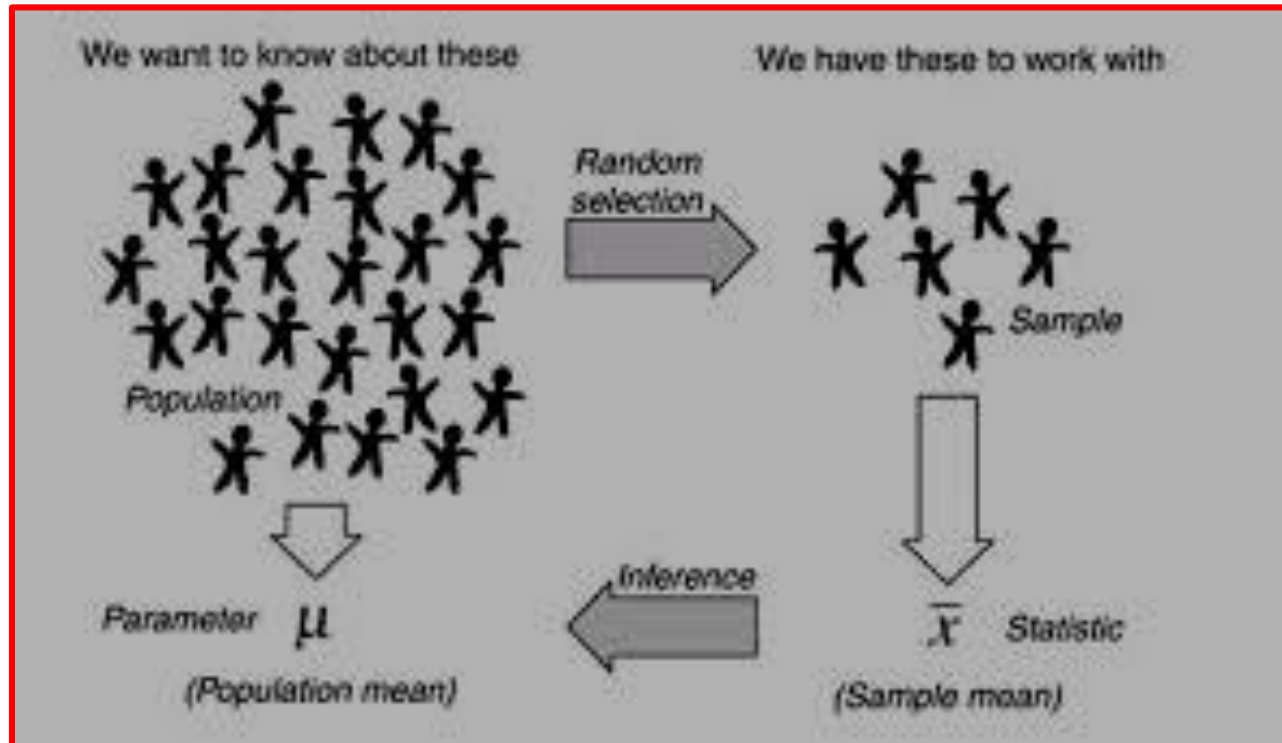 We want to know about these
We have these to work with
Random
selection
Sample
Population
Inference
Parameter μ
x̄ Statistic
(Population mean)
(Sample mean)